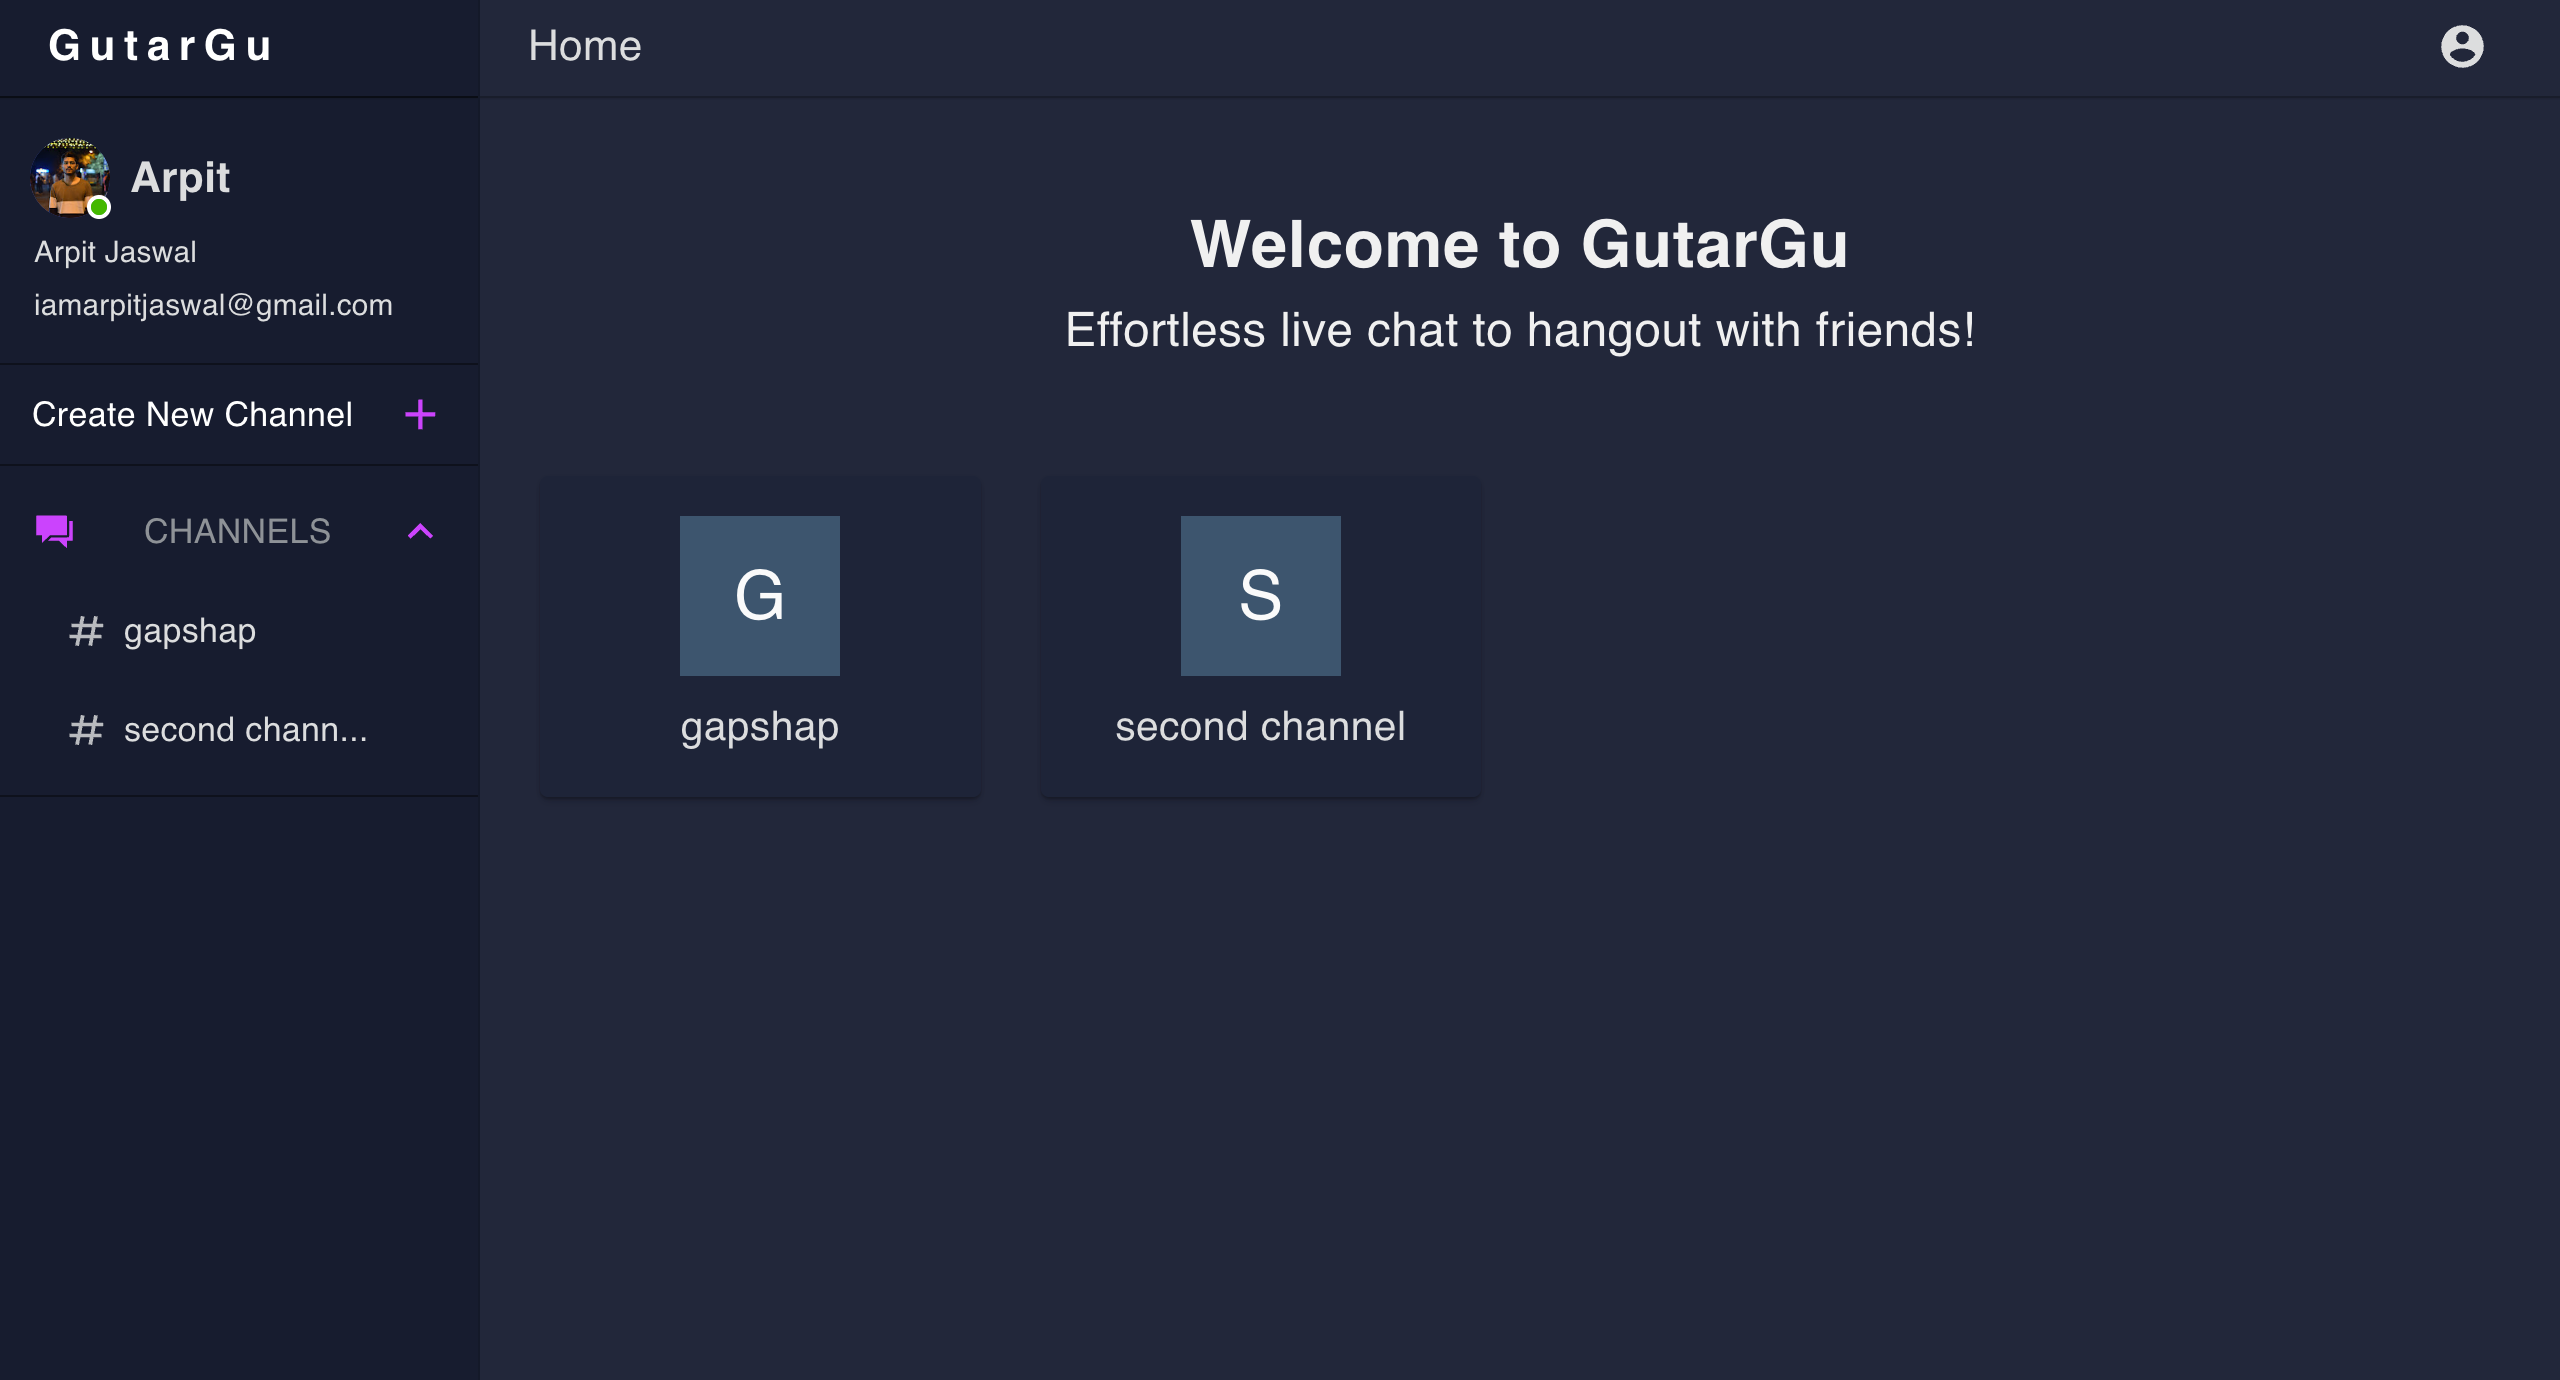 GutarGu
Home
Arpit
Arpit Jaswal
iamarpitjaswal@gmail.com
Create New Channel
CHANNELS
gapshap
second chann...
Welcome to GutarGu
Effortless live chat to hangout with friends!
G
gapshap
S
second channel